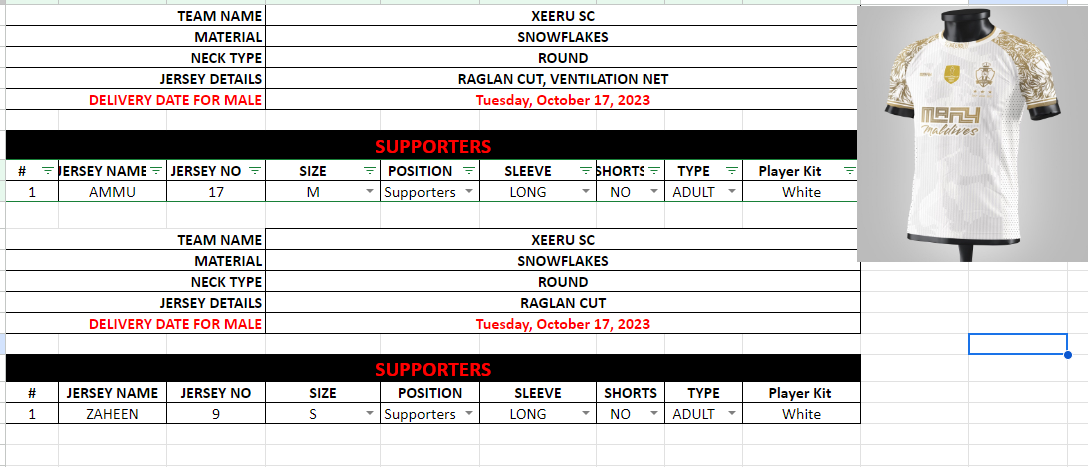 TEAM NAME XEERU SC
MATERIAL SNOWFLAKES
NECK TYPE ROUND
JERSEY DETAILS RAGLAN CUT, VENTILATION NET
DELIVERY DATE FOR MALE Tuesday, October 17, 2023
SUPPORTERS
# JERSEY NAME JERSEY NO SIZE POSITION SLEEVE SHORTS TYPE Player Kit
1 AMMU 17 M Supporters LONG NO ADULT White
TEAM NAME XEERU SC
MATERIAL SNOWFLAKES
NECK TYPE ROUND
JERSEY DETAILS RAGLAN CUT
DELIVERY DATE FOR MALE Tuesday, October 17, 2023
SUPPORTERS
# JERSEY NAME JERSEY NO SIZE POSITION SLEEVE SHORTS TYPE Player Kit
1 ZAHEEN 9 S Supporters LONG NO ADULT White
Maldives